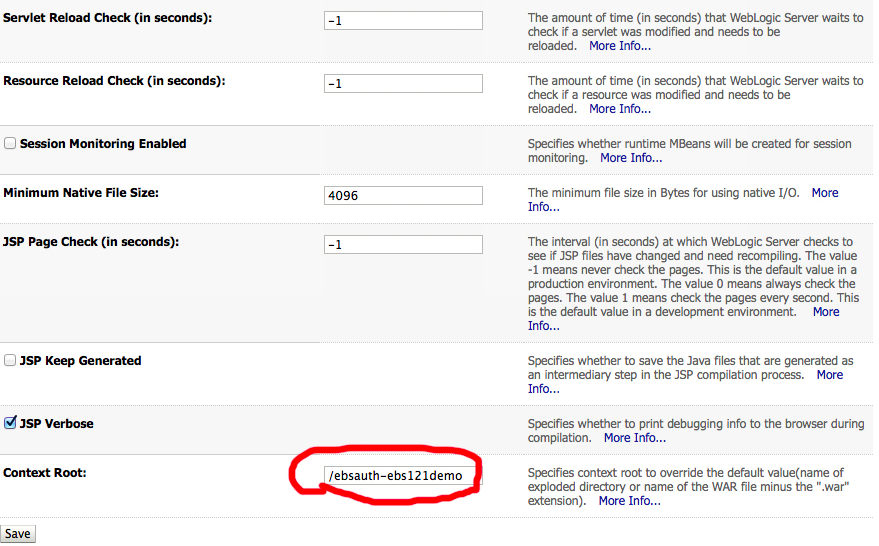 Servlet Reload Check (in seconds): -1 The amount of time (in seconds) that WebLogic Server waits to
check if a servlet was modified and needs to be
reloaded. More Info...
Resource Reload Check (in seconds): -1 The amount of time (in seconds) that WebLogic Server waits to
check if a resource was modified and needs to be
reloaded. More Info...
Session Monitoring Enabled Specifies whether runtime MBeans will be created for session
monitoring. More Info...
Minimum Native File Size: 4096 The minimum file size in Bytes for using native I/O. More
Info...
JSP Page Check (in seconds): -1 The interval (in seconds) at which WebLogic Server checks to
see if JSP files have changed and need recompiling. The value
-1 means never check the pages. This is the default value in a
production environment. The value 0 means always check the
pages. The value 1 means check the pages every second. This
is the default value in a development environment. More
Info...
JSP Keep Generated Specifies whether to save the Java files that are generated as
an intermediary step in the JSP compilation process. More
Info...
JSP Verbose Specifies whether to print debugging info to the browser during
compilation. More Info...
Context Root: /ebsauth-ebs121demo Specifies context root to override the default value(name of
exploded directory or name of the WAR file minus the ".war"
extension). More Info...
Save